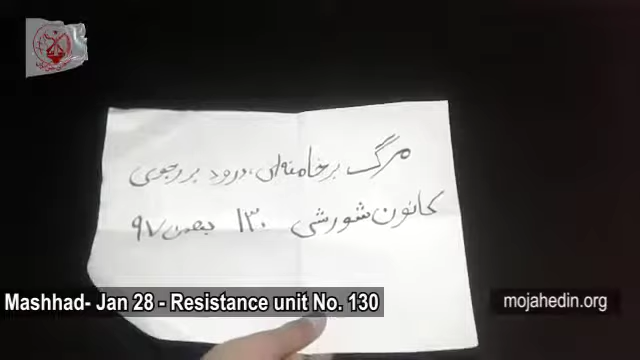 مرگ بر خامنه‌ای، درود بر رجوی
کانون شورشی ۱۳۰ بهمن ۹۷
Mashhad- Jan 28 - Resistance unit No. 130
mojahedin.org